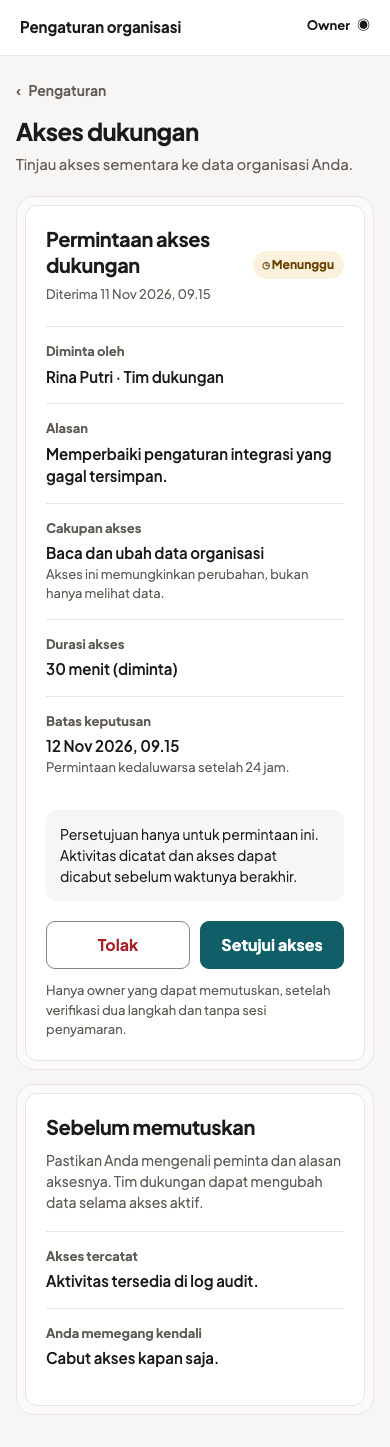 Pengaturan organisasi
Owner
‹ Pengaturan
Akses dukungan
Tinjau akses sementara ke data organisasi Anda.
Permintaan akses
dukungan
Menunggu
Diterima 11 Nov 2026, 09.15
Diminta oleh
Rina Putri · Tim dukungan
Alasan
Memperbaiki pengaturan integrasi yang
gagal tersimpan.
Cakupan akses
Baca dan ubah data organisasi
Akses ini memungkinkan perubahan, bukan
hanya melihat data.
Durasi akses
30 menit (diminta)
Batas keputusan
12 Nov 2026, 09.15
Permintaan kedaluwarsa setelah 24 jam.
Persetujuan hanya untuk permintaan ini.
Aktivitas dicatat dan akses dapat
dicabut sebelum waktunya berakhir.
Tolak
Setujui akses
Hanya owner yang dapat memutuskan, setelah
verifikasi dua langkah dan tanpa sesi
penyamaran.
Sebelum memutuskan
Pastikan Anda mengenali peminta dan alasan
aksesnya. Tim dukungan dapat mengubah
data selama akses aktif.
Akses tercatat
Aktivitas tersedia di log audit.
Anda memegang kendali
Cabut akses kapan saja.